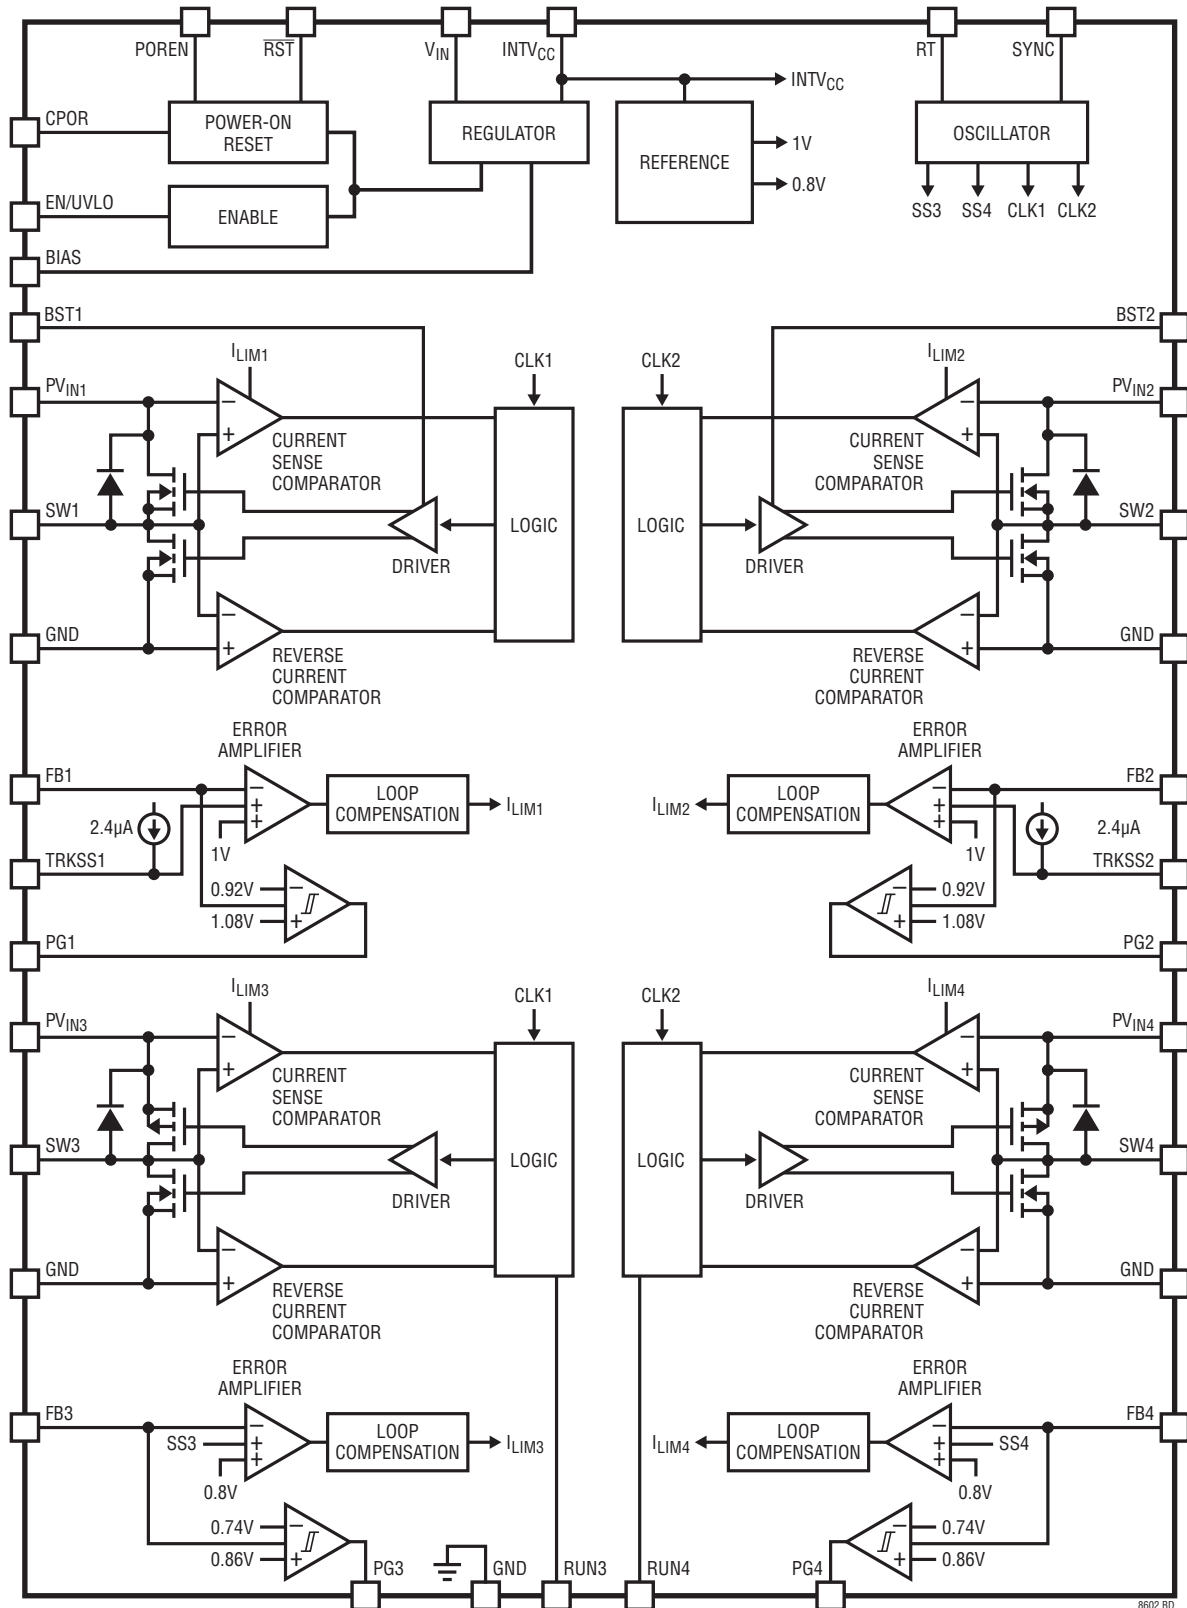 POREN
RST
VIN
INTVCC
RT
SYNC
INTVCC
CPOR
POWER-ON
RESET
REGULATOR
REFERENCE
1V
0.8V
OSCILLATOR
SS3
SS4
CLK1
CLK2
EN/UVLO
ENABLE
BIAS
BST1
ILIM1
CLK1
PVIN1
−
+
CURRENT
SENSE
COMPARATOR
SW1
DRIVER
LOGIC
GND
−
+
REVERSE
CURRENT
COMPARATOR
BST2
CLK2
ILIM2
PVIN2
−
+
CURRENT
SENSE
COMPARATOR
LOGIC
DRIVER
SW2
GND
−
+
REVERSE
CURRENT
COMPARATOR
ERROR
AMPLIFIER
FB1
−
+
+
LOOP
COMPENSATION
ILIM1
2.4µA
1V
TRKSS1
0.92V
−
1.08V
+
PG1
ERROR
AMPLIFIER
FB2
−
+
+
ILIM2
LOOP
COMPENSATION
2.4µA
1V
TRKSS2
−
0.92V
+
1.08V
PG2
ILIM3
CLK1
PVIN3
−
+
CURRENT
SENSE
COMPARATOR
SW3
DRIVER
LOGIC
GND
−
+
REVERSE
CURRENT
COMPARATOR
CLK2
ILIM4
PVIN4
−
+
CURRENT
SENSE
COMPARATOR
LOGIC
DRIVER
SW4
GND
−
+
REVERSE
CURRENT
COMPARATOR
ERROR
AMPLIFIER
FB3
−
SS3
+
+
LOOP
COMPENSATION
ILIM3
0.8V
0.74V
−
0.86V
+
PG3
ERROR
AMPLIFIER
FB4
−
+
SS4
+
ILIM4
LOOP
COMPENSATION
0.8V
−
0.74V
+
0.86V
GND
RUN3
RUN4
PG4
8602 BD